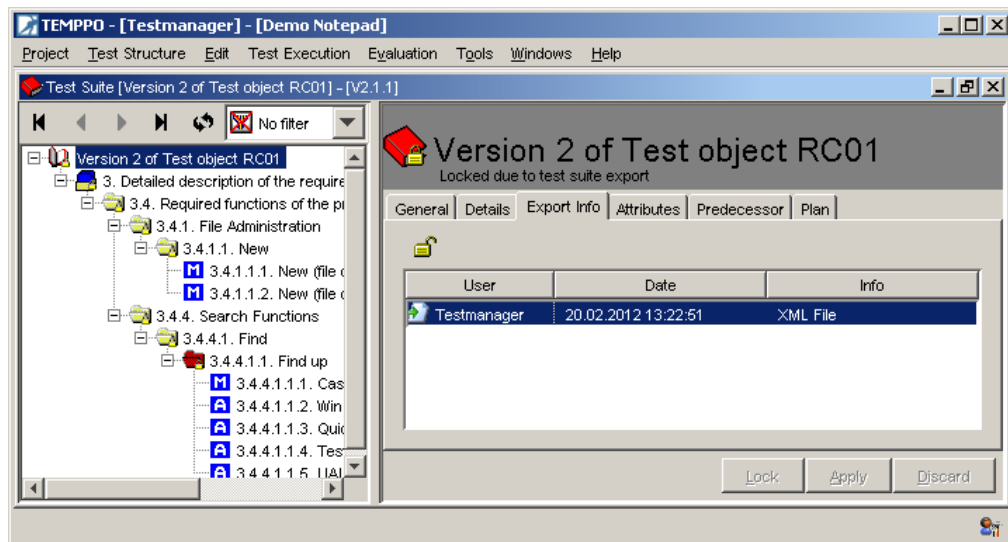 TEMPPO - [Testmanager] - [Demo Notepad]
Project Test Structure Edit Test Execution Evaluation Tools Windows Help
Test Suite [Version 2 of Test object RC01] - [V2.1.1]
No filter
Version 2 of Test object RC01
3. Detailed description of the require
3.4. Required functions of the pr
3.4.1. File Administration
3.4.1.1. New
M 3.4.1.1.1. New (file
M 3.4.1.1.2. New (file
3.4.4. Search Functions
3.4.4.1. Find
3.4.4.1.1. Find up
M 3.4.4.1.1.1. Cas
A 3.4.4.1.1.2. Win
A 3.4.4.1.1.3. Quic
A 3.4.4.1.1.4. Tes
A 3.4.4.1.1.5. UAI
Version 2 of Test object RC01
Locked due to test suite export
General Details Export Info Attributes Predecessor Plan
User Date Info
Testmanager 20.02.2012 13:22:51 XML File
Lock Apply Discard